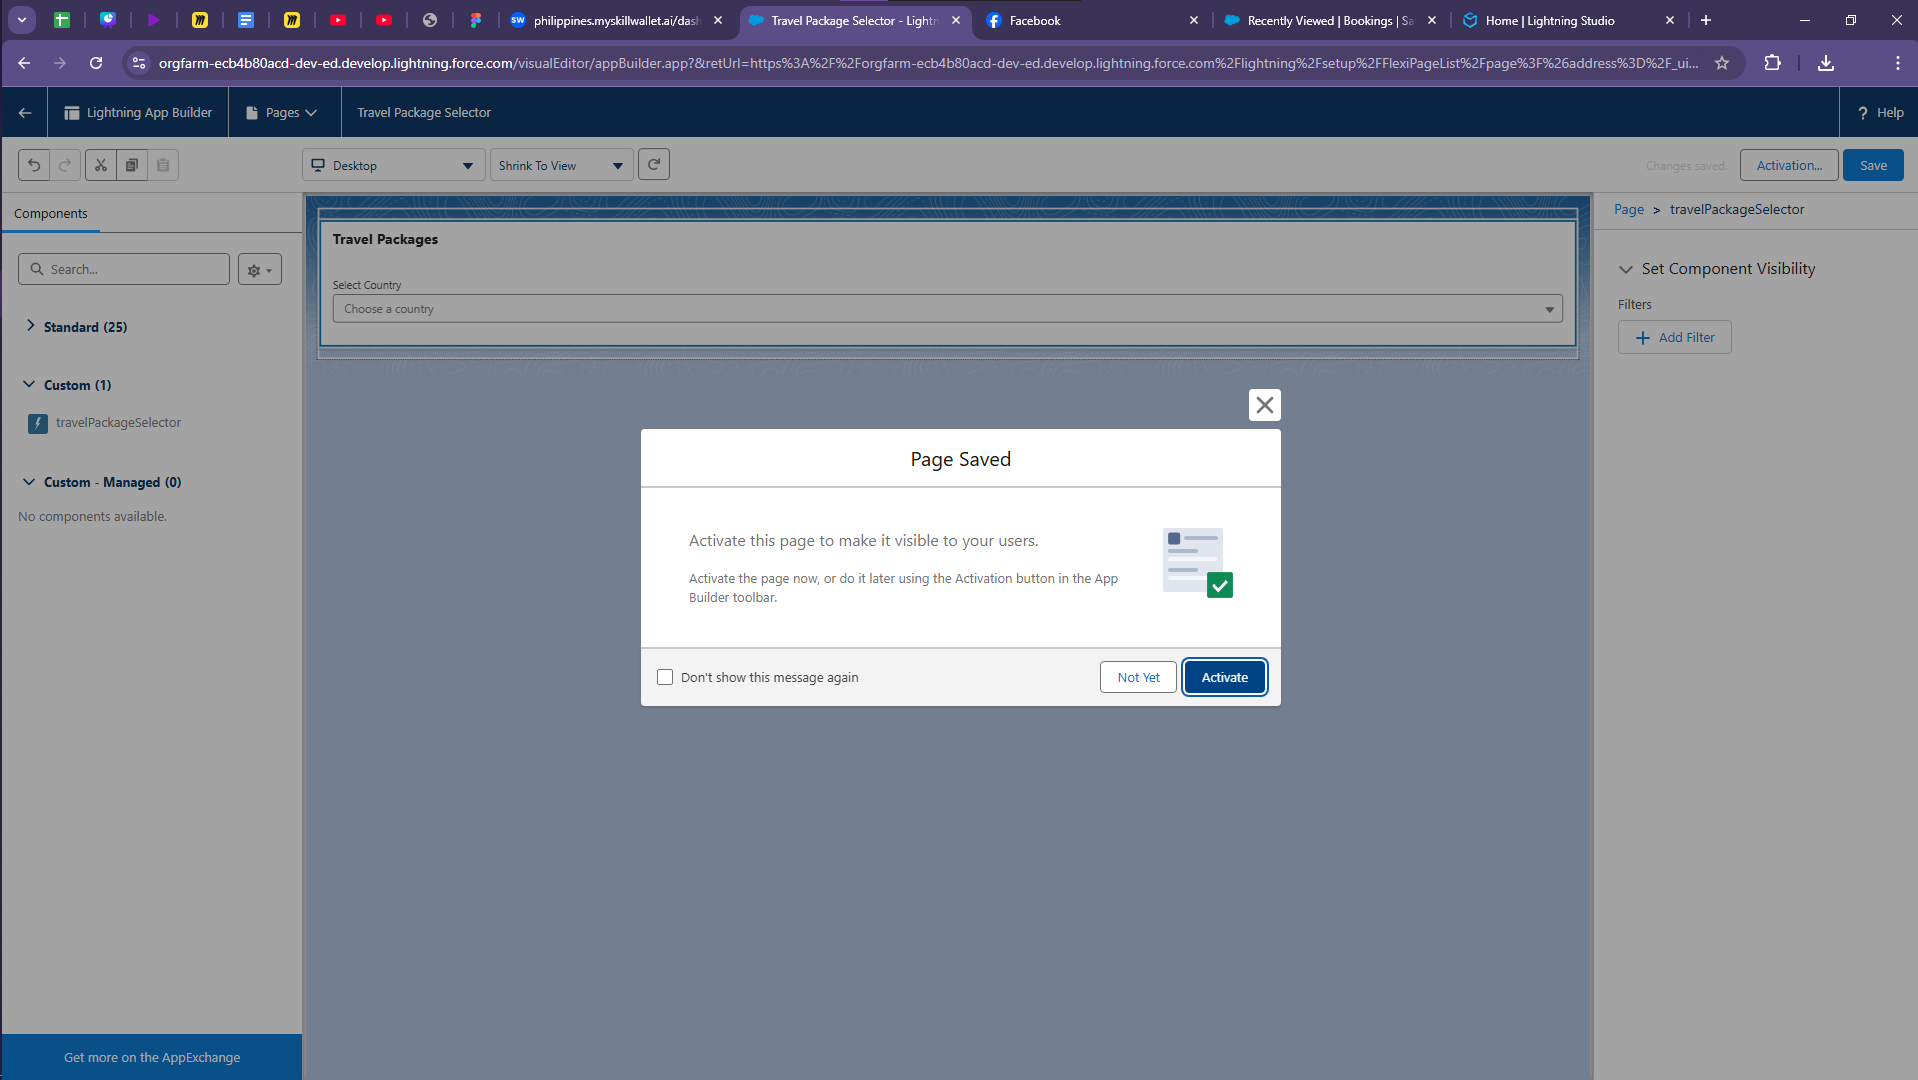 philippines.myskillwallet.ai/dash
Travel Package Selector - Lightn
Facebook
Recently Viewed | Bookings | Sa
Home | Lightning Studio
orgfarm-ecb4b80acd-dev-ed.develop.lightning.force.com/visualEditor/appBuilder.app?&retUrl=https%3A%2F%2Forgfarm-ecb4b80acd-dev-ed.develop.lightning.force.com%2Flightning%2Fsetup%2FFlexiPageList%2Fpage%3F%26address%3D%2F_ui...
Lightning App Builder
Pages
Travel Package Selector
? Help
Desktop
Shrink To View
Changes saved.
Activation...
Save
Components
Search...
Standard (25)
Custom (1)
travelPackageSelector
Custom - Managed (0)
No components available.
Get more on the AppExchange
Travel Packages
Select Country
Choose a country
Page > travelPackageSelector
Set Component Visibility
Filters
+ Add Filter
Page Saved
Activate this page to make it visible to your users.
Activate the page now, or do it later using the Activation button in the App
Builder toolbar.
Don't show this message again
Not Yet
Activate